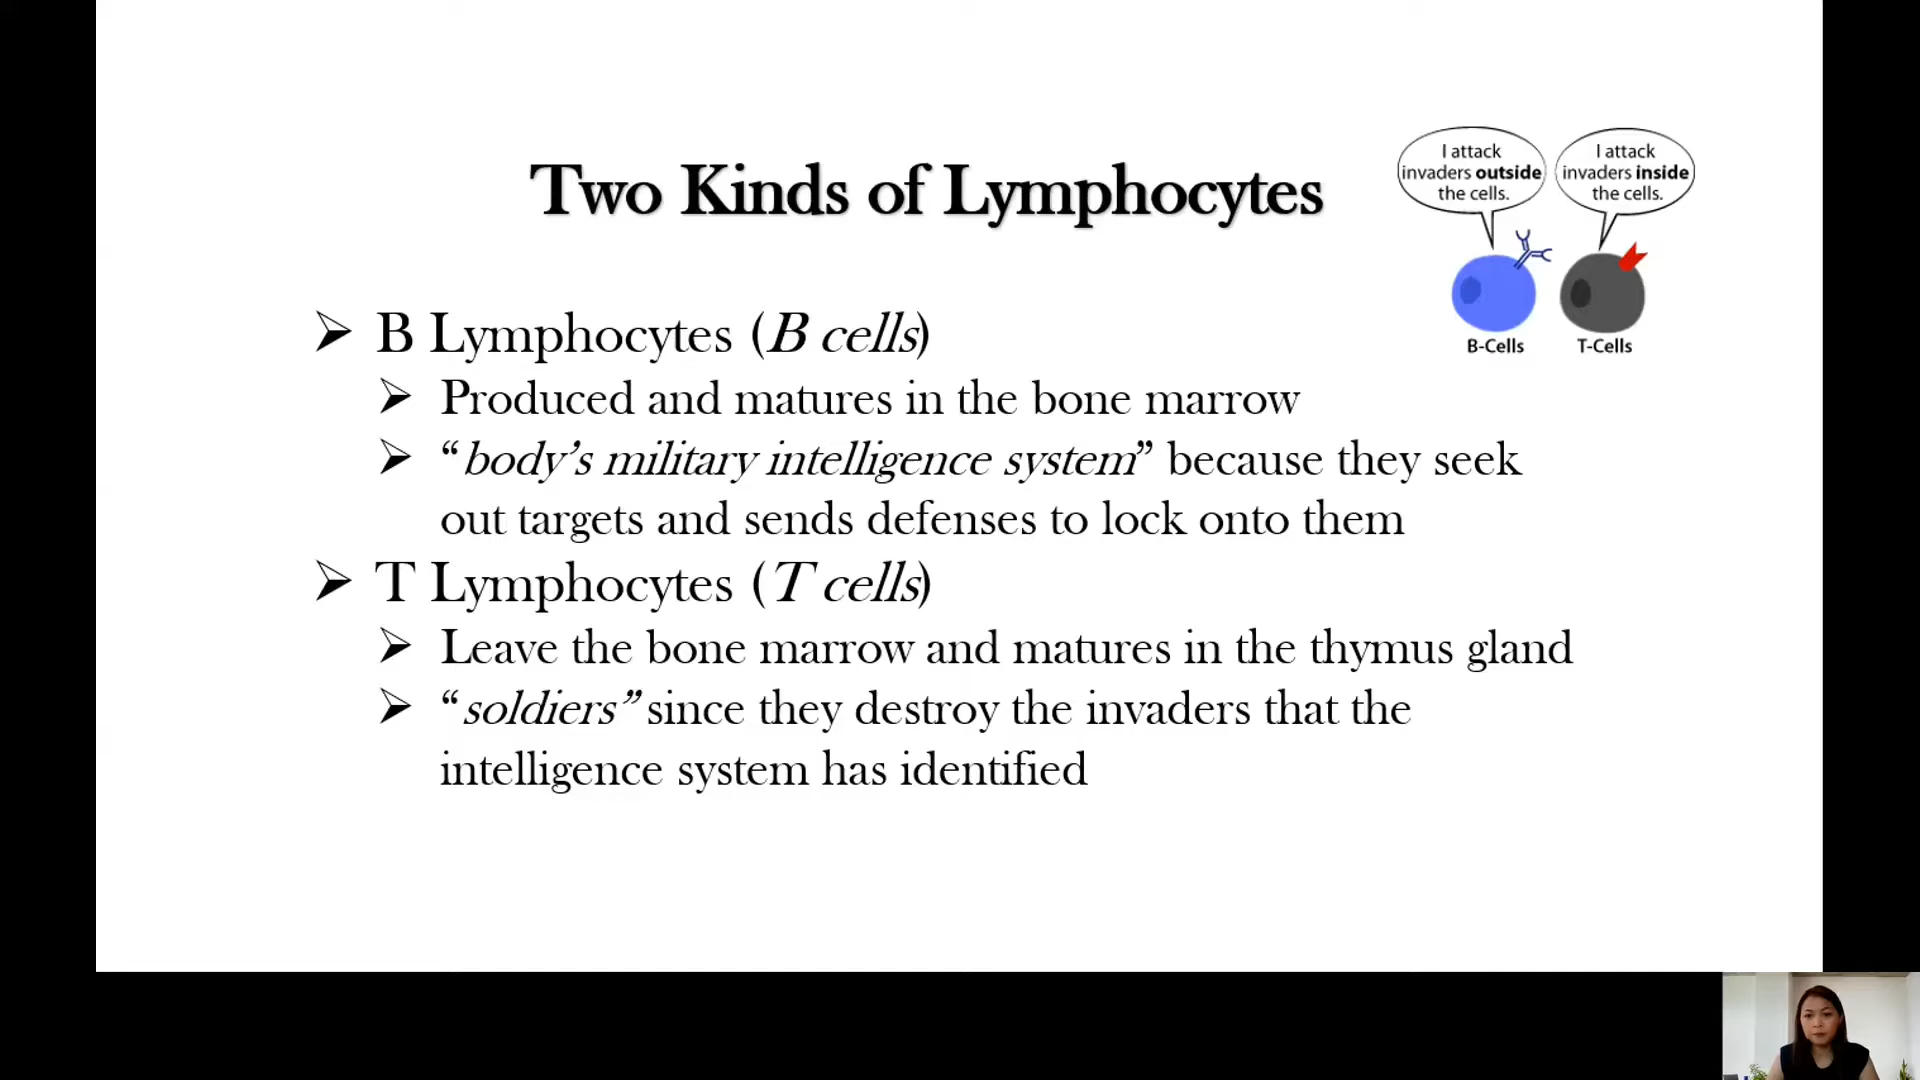 Two Kinds of Lymphocytes
I attack
invaders outside
the cells.
I attack
invaders inside
the cells.
B-Cells
T-Cells
B Lymphocytes (B cells)
Produced and matures in the bone marrow
“body’s military intelligence system” because they seek
out targets and sends defenses to lock onto them
T Lymphocytes (T cells)
Leave the bone marrow and matures in the thymus gland
“soldiers” since they destroy the invaders that the
intelligence system has identified